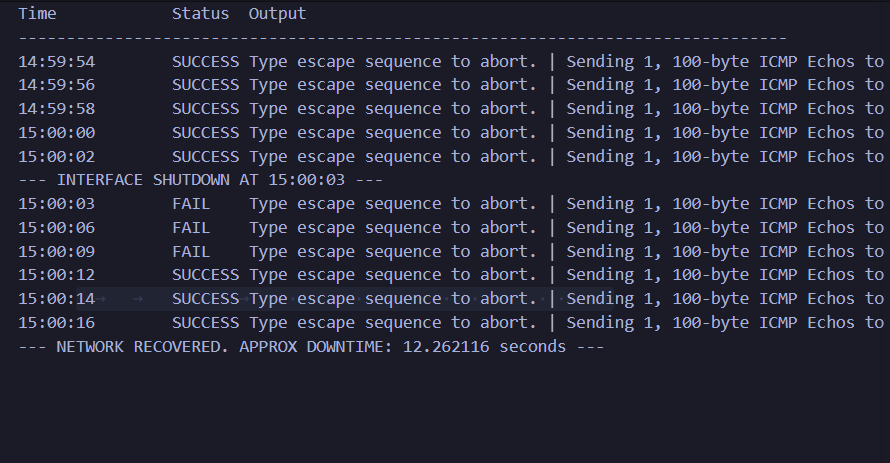 Time            Status  Output
--------------------------------------------------------------------------------
14:59:54        SUCCESS Type escape sequence to abort. | Sending 1, 100-byte ICMP Echos to
14:59:56        SUCCESS Type escape sequence to abort. | Sending 1, 100-byte ICMP Echos to
14:59:58        SUCCESS Type escape sequence to abort. | Sending 1, 100-byte ICMP Echos to
15:00:00        SUCCESS Type escape sequence to abort. | Sending 1, 100-byte ICMP Echos to
15:00:02        SUCCESS Type escape sequence to abort. | Sending 1, 100-byte ICMP Echos to
--- INTERFACE SHUTDOWN AT 15:00:03 ---
15:00:03        FAIL    Type escape sequence to abort. | Sending 1, 100-byte ICMP Echos to
15:00:06        FAIL    Type escape sequence to abort. | Sending 1, 100-byte ICMP Echos to
15:00:09        FAIL    Type escape sequence to abort. | Sending 1, 100-byte ICMP Echos to
15:00:12        SUCCESS Type escape sequence to abort. | Sending 1, 100-byte ICMP Echos to
15:00:14        SUCCESS Type escape sequence to abort. | Sending 1, 100-byte ICMP Echos to
15:00:16        SUCCESS Type escape sequence to abort. | Sending 1, 100-byte ICMP Echos to
--- NETWORK RECOVERED. APPROX DOWNTIME: 12.262116 seconds ---